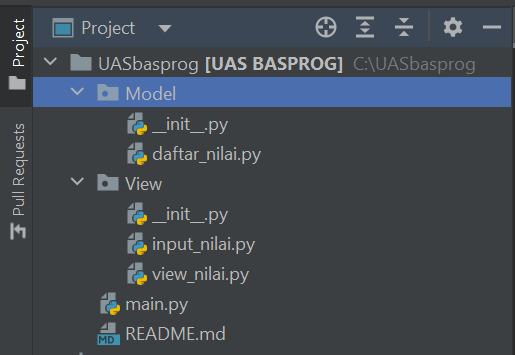 Project
Pull Requests
Project
UASbasprog [UAS BASPROG] C:\UASbasprog
Model
__init__.py
daftar_nilai.py
View
__init__.py
input_nilai.py
view_nilai.py
main.py
MD README.md